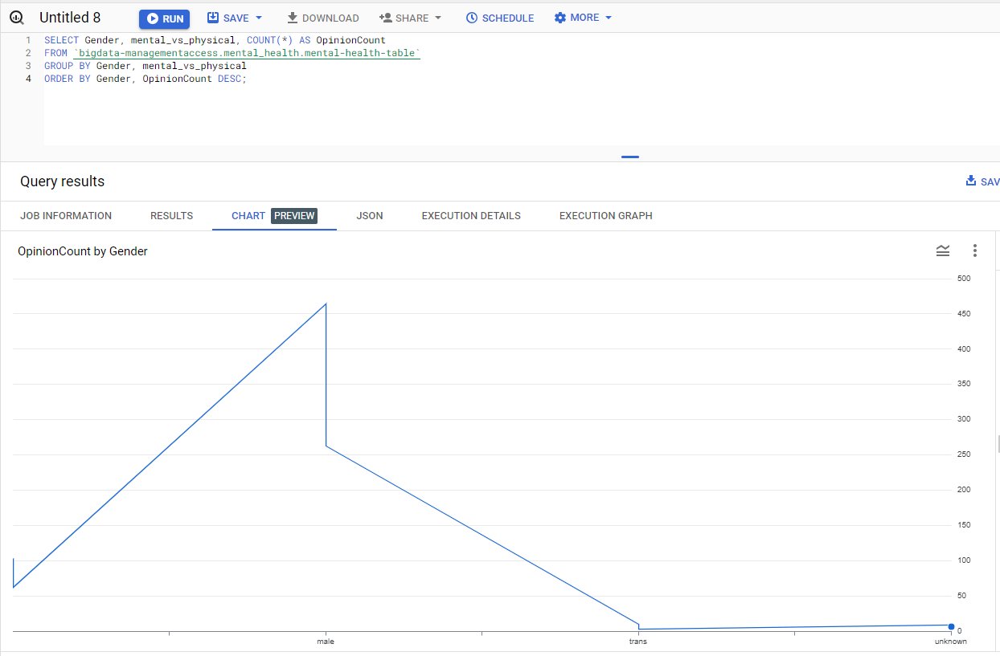 Untitled 8 RUN SAVE DOWNLOAD SHARE SCHEDULE MORE
1 SELECT Gender, mental_vs_physical, COUNT(*) AS OpinionCount
2 FROM `bigdata-managementaccess.mental_health.mental-health-table`
3 GROUP BY Gender, mental_vs_physical
4 ORDER BY Gender, OpinionCount DESC;
Query results SAV
JOB INFORMATION RESULTS CHART PREVIEW JSON EXECUTION DETAILS EXECUTION GRAPH
OpinionCount by Gender
500
450
400
350
300
250
200
150
100
50
0
male trans unknown